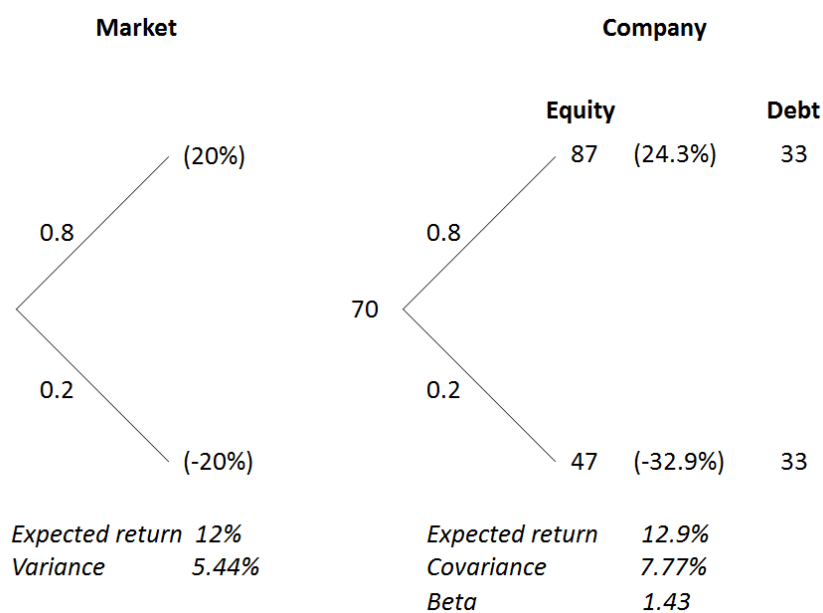 Market Company
Equity Debt
(20%) 87 (24.3%) 33
0.8 0.8
70
0.2 0.2
(-20%) 47 (-32.9%) 33
Expected return 12% Expected return 12.9%
Variance 5.44% Covariance 7.77%
Beta 1.43